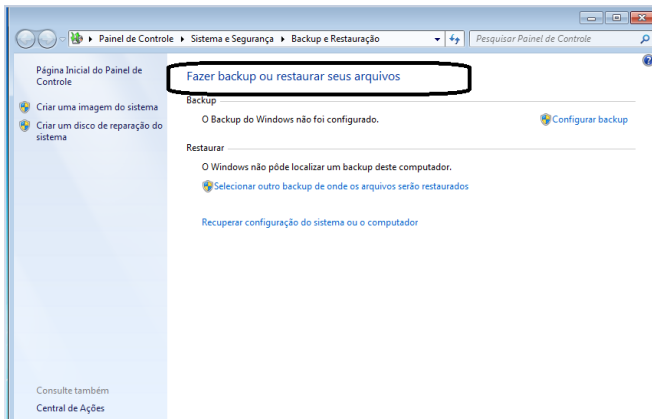 Painel de Controle Sistema e Segurança Backup e Restauração
Pesquisar Painel de Controle
Página Inicial do Painel de
Controle
Criar uma imagem do sistema
Criar um disco de reparação do
sistema
Fazer backup ou restaurar seus arquivos
Backup
O Backup do Windows não foi configurado.
Configurar backup
Restaurar
O Windows não pôde localizar um backup deste computador.
Selecionar outro backup de onde os arquivos serão restaurados
Recuperar configuração do sistema ou o computador
Consulte também
Central de Ações